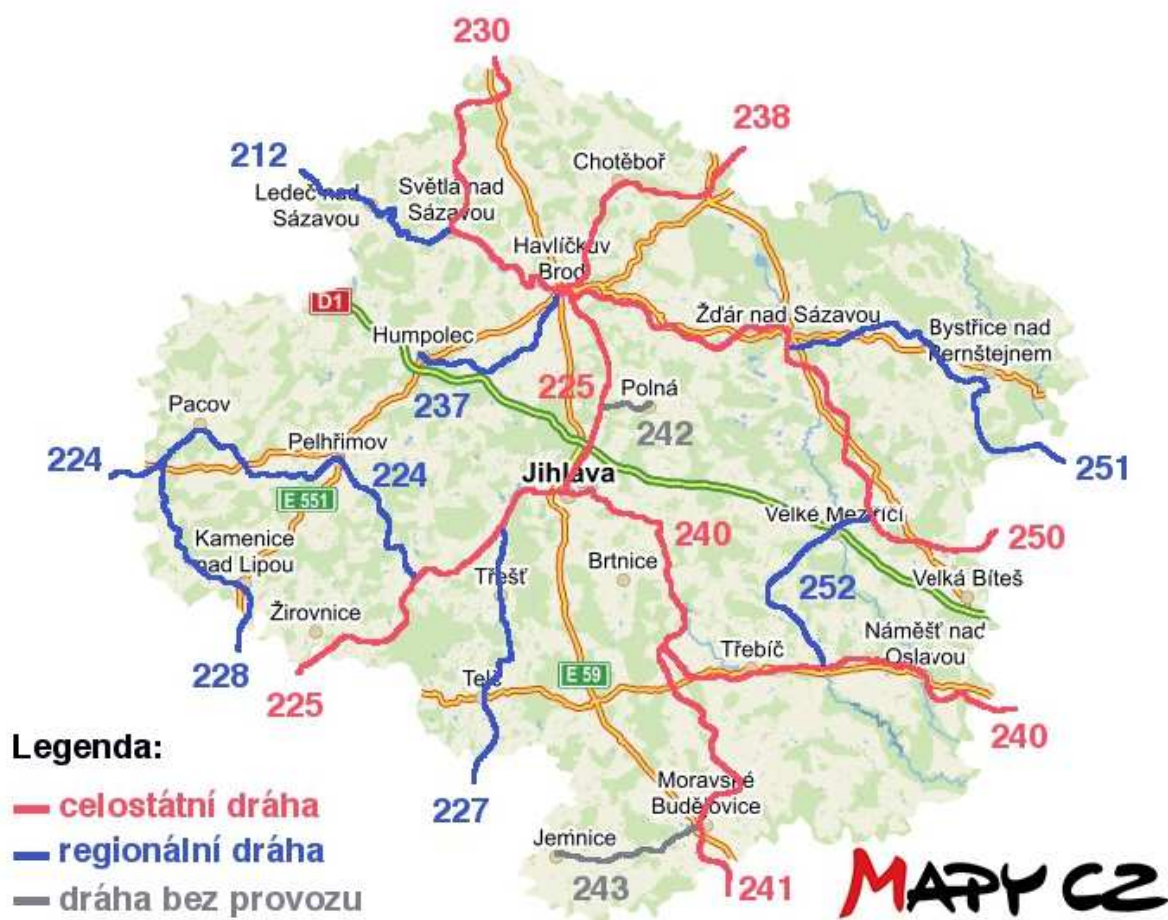 230
238
212
Chotěboř
Ledeč nad
Sázavou
Světlá nad
Sázavou
Havlíčkův
Brod
D1
Žďár nad Sázavou
Humpolec
Bystřice nad
Pernštejnem
225
Polná
237
242
Pacov
Pelhřimov
224
224
Jihlava
251
E 551
Velké Meziříčí
240
250
Kamenice
nad Lipou
Třešť
Brtnice
252
Velká Bíteš
Žirovnice
Náměšť nad
Oslavou
Třebíč
228
Telč
E 59
225
240
Legenda:
celostátní dráha
227
Moravské
Budějovice
regionální dráha
Jemnice
dráha bez provozu
243
241
MAPY CZ